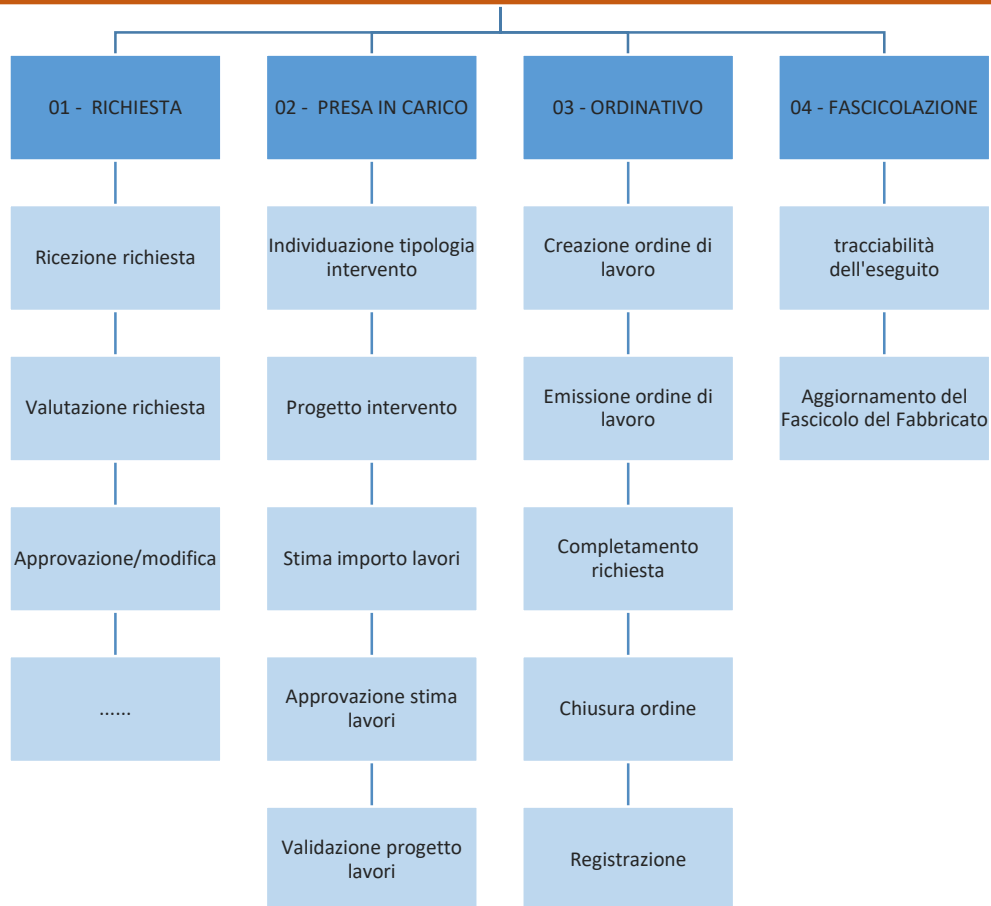 01 -  RICHIESTA
Ricezione richiesta
Valutazione richiesta
Approvazione/modifica
......
02 -  PRESA IN CARICO
Individuazione tipologia
intervento
Progetto intervento
Stima importo lavori
Approvazione stima
lavori
Validazione progetto
lavori
03 - ORDINATIVO
Creazione ordine di
lavoro
Emissione ordine di
lavoro
Completamento
richiesta
Chiusura ordine
Registrazione
04 - FASCICOLAZIONE
tracciabilità
dell'eseguito
Aggiornamento del
Fascicolo del Fabbricato